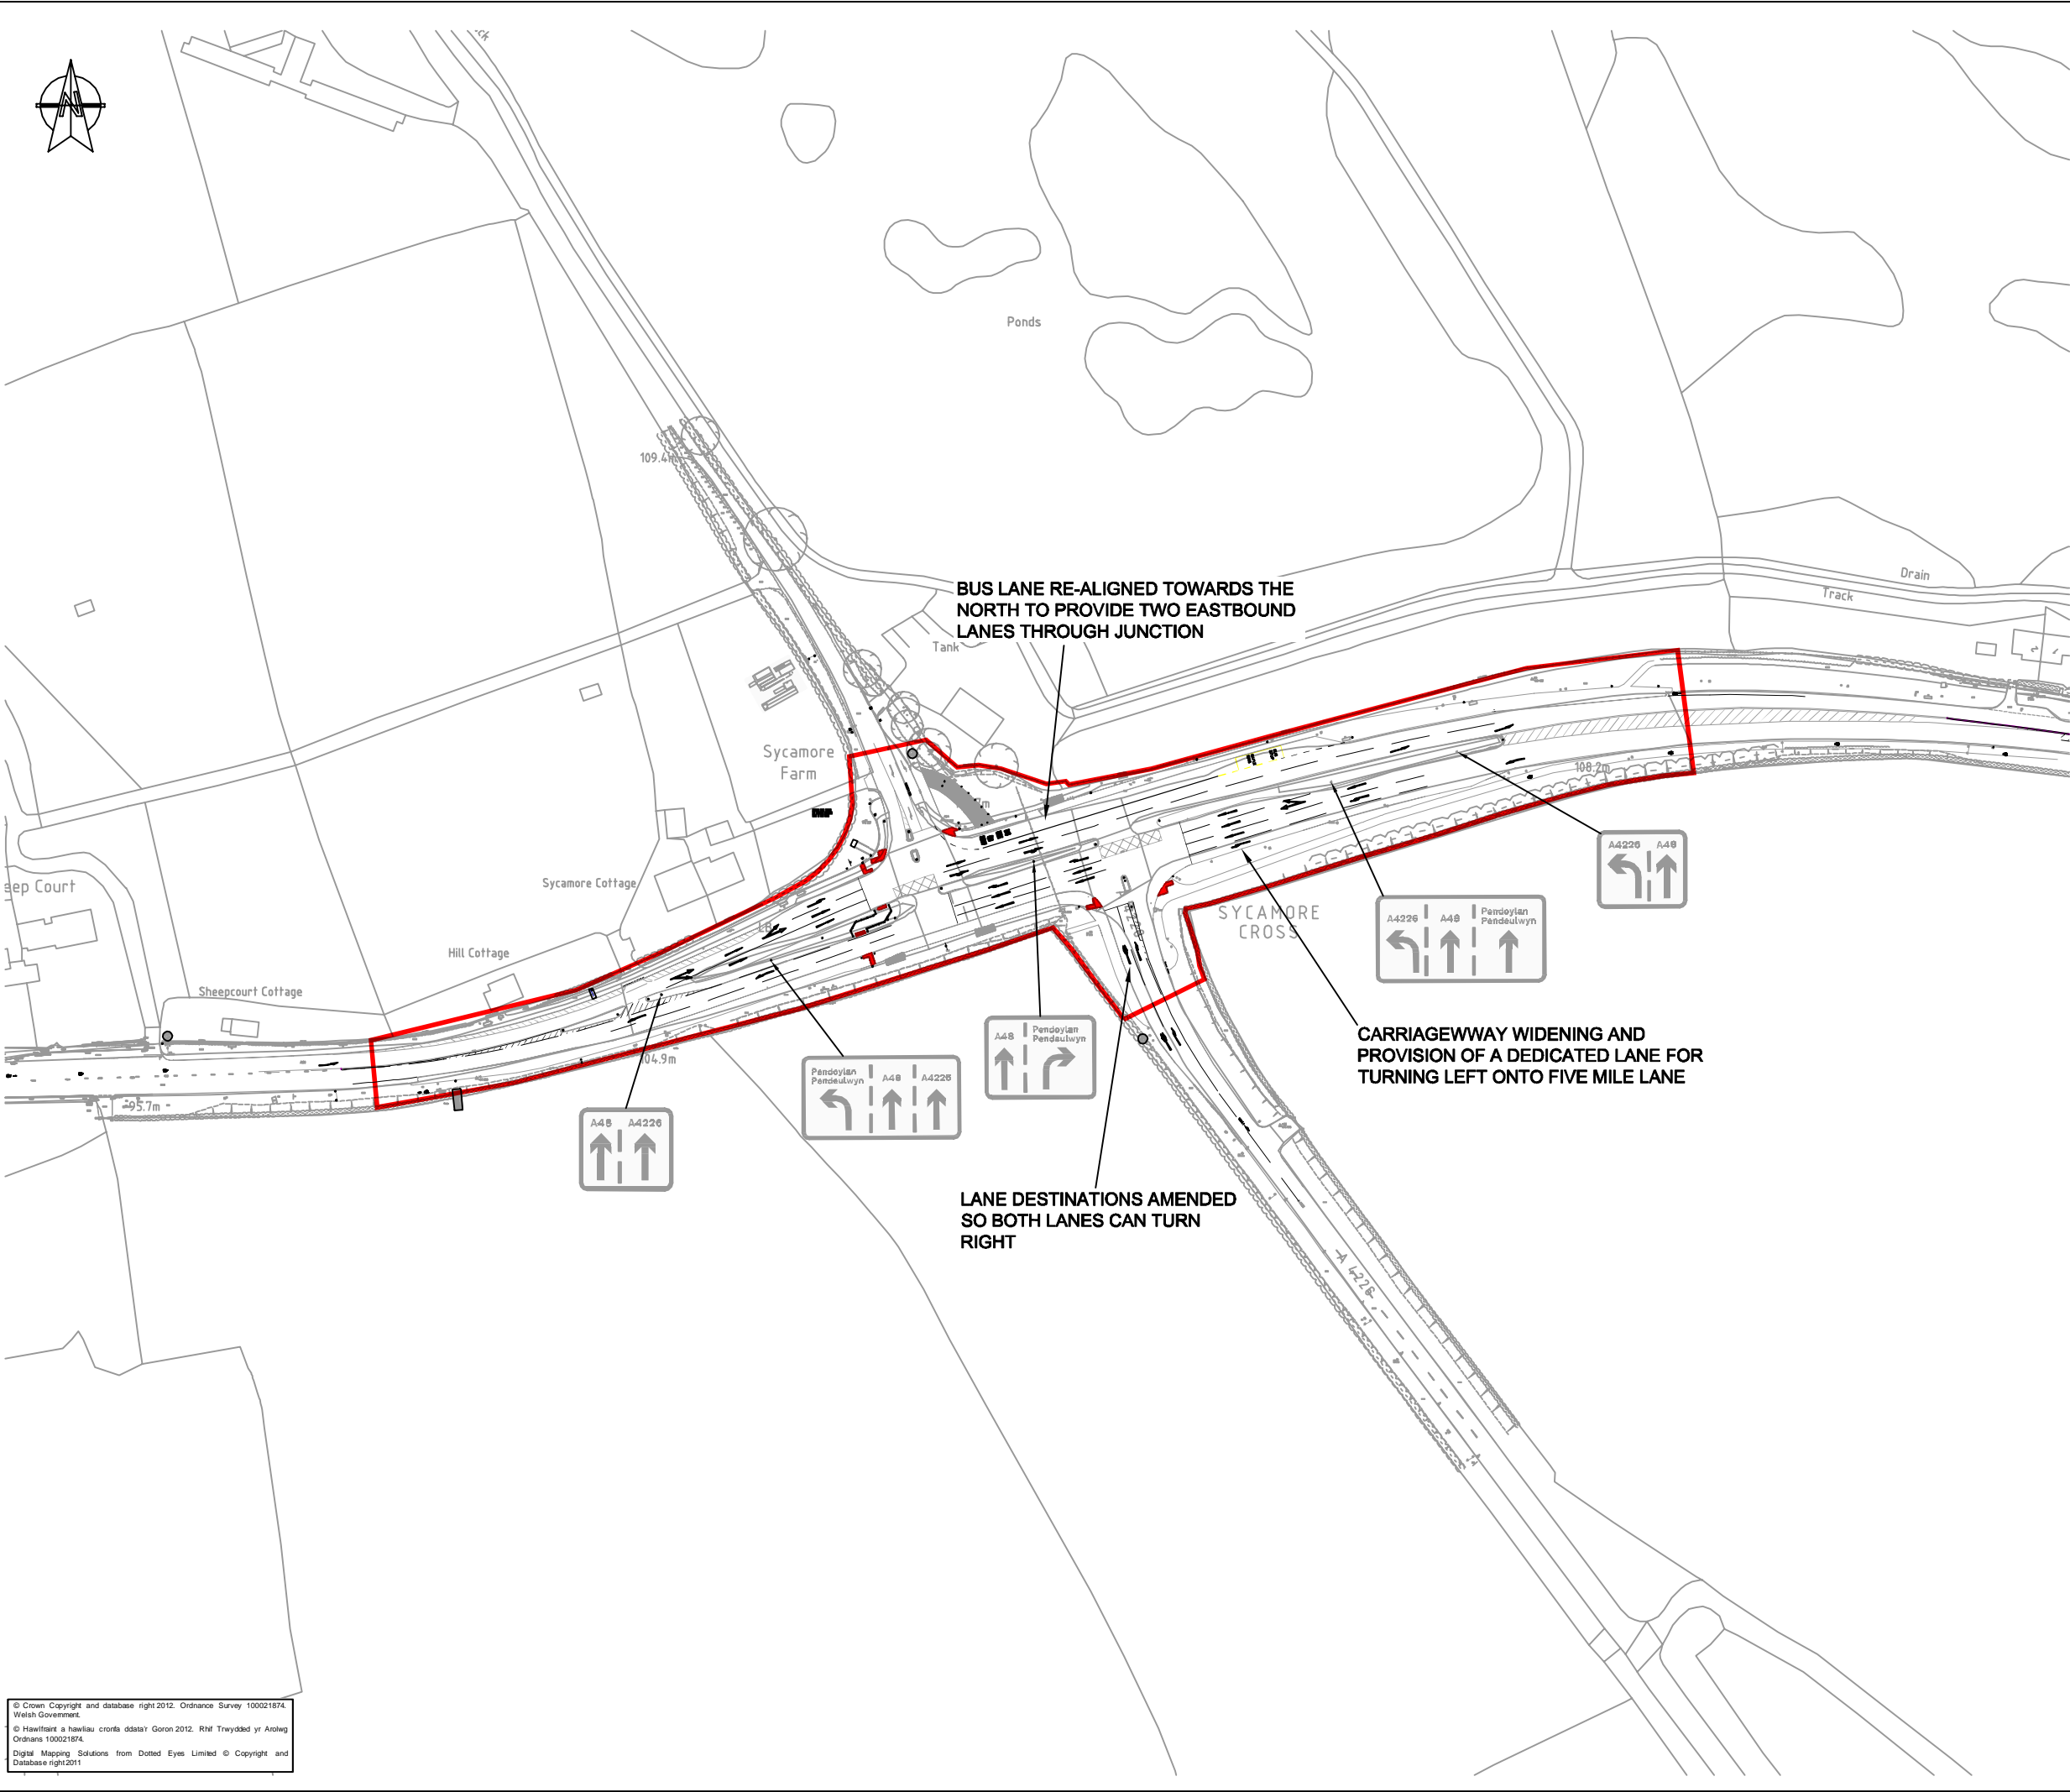 N
Ponds
109.4m
Drain
Track
BUS LANE RE-ALIGNED TOWARDS THE
NORTH TO PROVIDE TWO EASTBOUND
LANES THROUGH JUNCTION
Tank
Sycamore
Farm
108.2m
A4226 A48
Sycamore Cottage
eep Court
SYCAMORE
CROSS
A4226 A48 Pendoylan
Pendeulwyn
LB
Hill Cottage
Sheepcourt Cottage
CARRIAGEWWAY WIDENING AND
PROVISION OF A DEDICATED LANE FOR
TURNING LEFT ONTO FIVE MILE LANE
A48 Pendoylan
Pendeulwyn
Pendoylan
Pendeulwyn A48 A4226
104.9m
95.7m
A48 A4226
LANE DESTINATIONS AMENDED
SO BOTH LANES CAN TURN
RIGHT
A 4226
© Crown Copyright and database right 2012. Ordnance Survey 100021874.
Welsh Government.
© Hawlfraint a hawliau cronfa ddata'r Goron 2012. Rhif Trwydded yr Arolwg
Ordnans 100021874.
Digital Mapping Solutions from Dotted Eyes Limited © Copyright and
Database right 2011